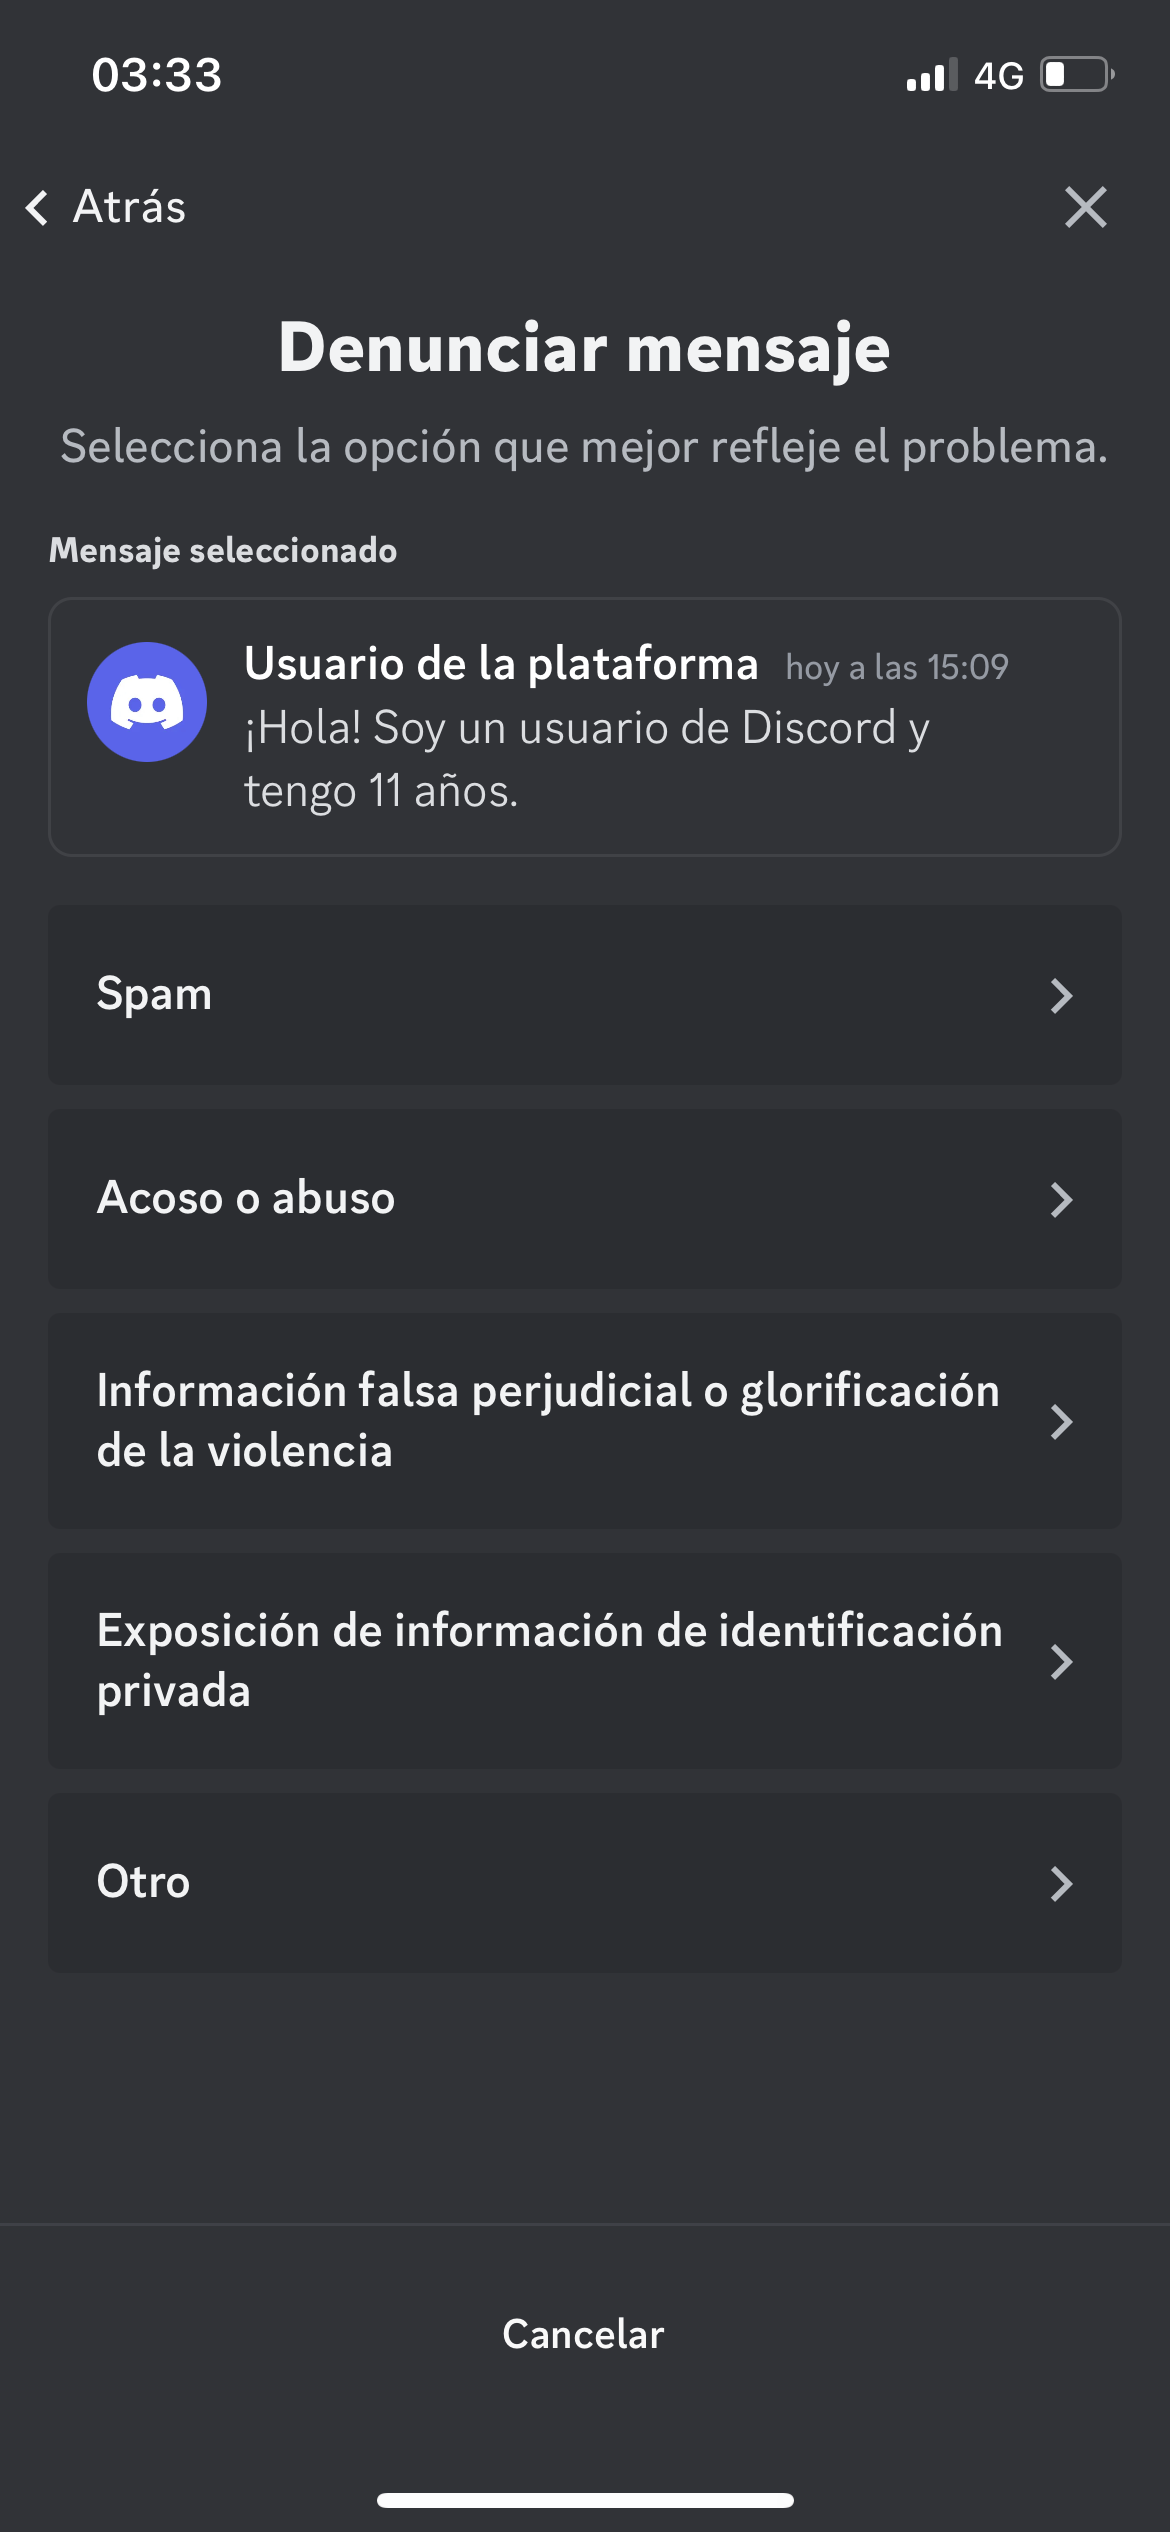 03:33
4G
Atrás
Denunciar mensaje
Selecciona la opción que mejor refleje el problema.
Mensaje seleccionado
Usuario de la plataforma hoy a las 15:09
¡Hola! Soy un usuario de Discord y
tengo 11 años.
Spam
Acoso o abuso
Información falsa perjudicial o glorificación
de la violencia
Exposición de información de identificación
privada
Otro
Cancelar